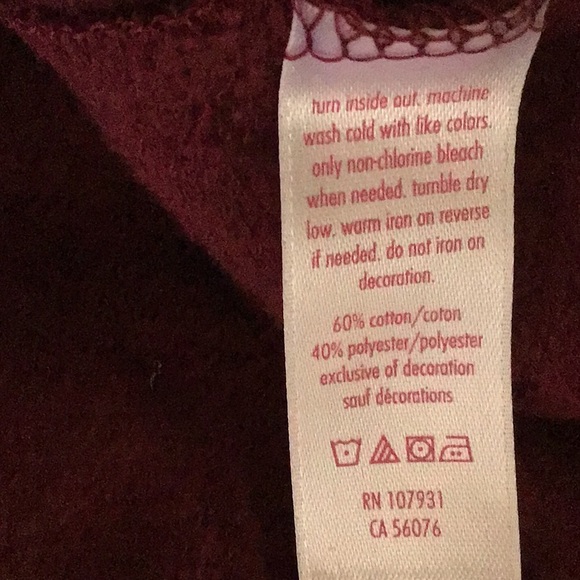 turn inside out. machine
wash cold with like colors.
only non-chlorine bleach
when needed. tumble dry
low. warm iron on reverse
if needed. do not iron on
decoration.
60% cotton/coton
40% polyester/polyester
exclusive of decoration
sauf décorations
RN 107931
CA 56076